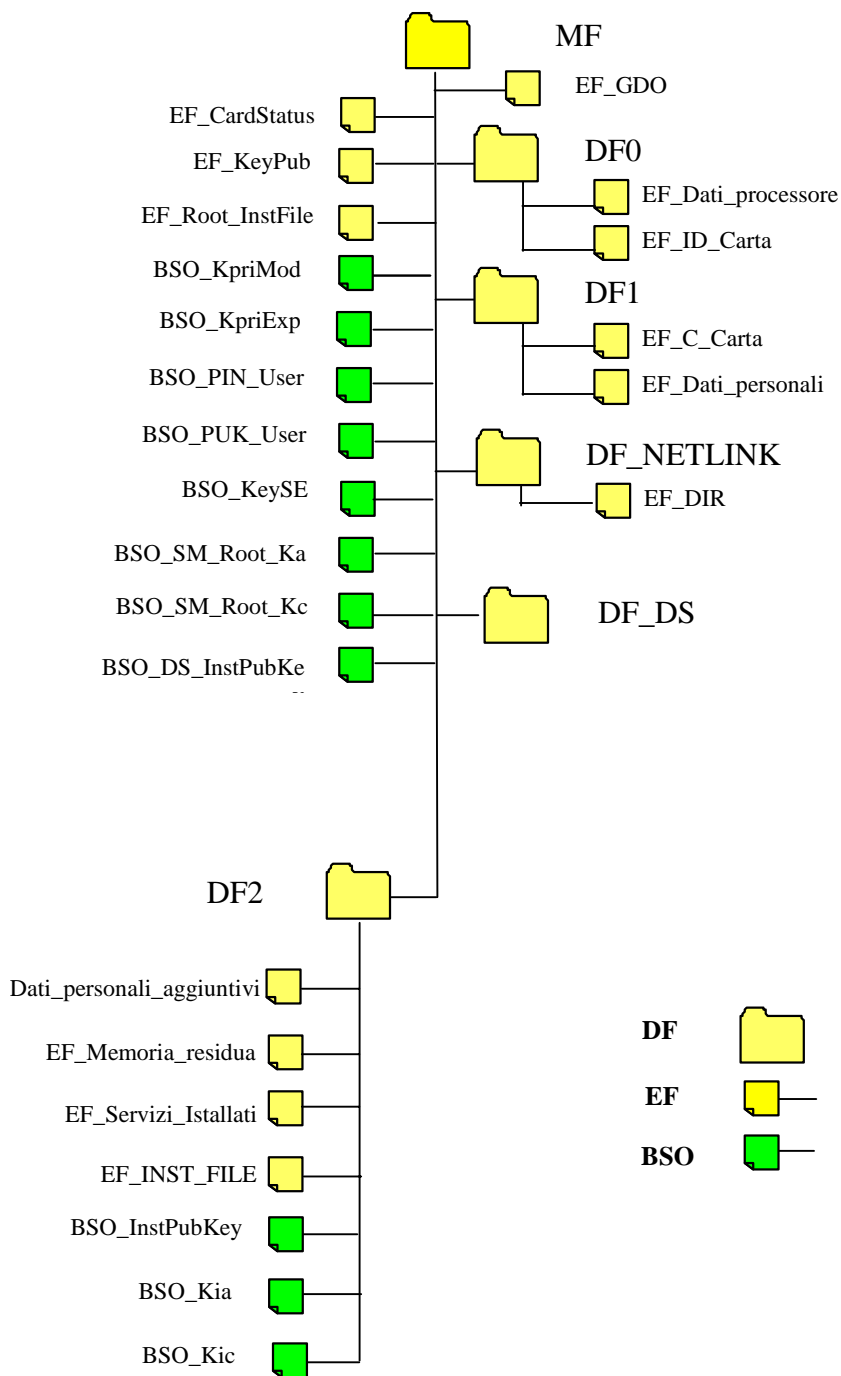 MF
EF_GDO
EF_CardStatus
DF0
EF_KeyPub
EF_Dati_processore
EF_Root_InstFile
EF_ID_Carta
BSO_KpriMod
DF1
BSO_KpriExp
EF_C_Carta
BSO_PIN_User
EF_Dati_personali
BSO_PUK_User
DF_NETLINK
BSO_KeySE
EF_DIR
BSO_SM_Root_Ka
BSO_SM_Root_Kc
DF_DS
BSO_DS_InstPubKe
DF2
Dati_personali_aggiuntivi
EF_Memoria_residua
EF_Servizi_Istallati
EF_INST_FILE
BSO_InstPubKey
BSO_Kia
BSO_Kic
DF
EF
BSO